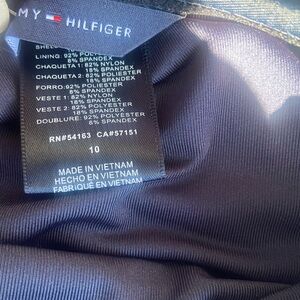 MY HILFIGER
SHELL
LINING: 92% POLYESTER
8% SPANDEX
CHAQUETA 1: 82% NYLON
18% SPANDEX
CHAQUETA 2: 82% POLIESTER
18% SPANDEX
FORRO: 92% POLIESTER
8% SPANDEX
VESTE 1: 82% NYLON
18% SPANDEX
VESTE 2: 82% POLYESTER
18% SPANDEX
DOUBLURE: 92% POLYESTER
8% SPANDEX
RN#54163 CA#57151
10
MADE IN VIETNAM
HECHO EN VIETNAM
FABRIQUÉ EN VIETNAM